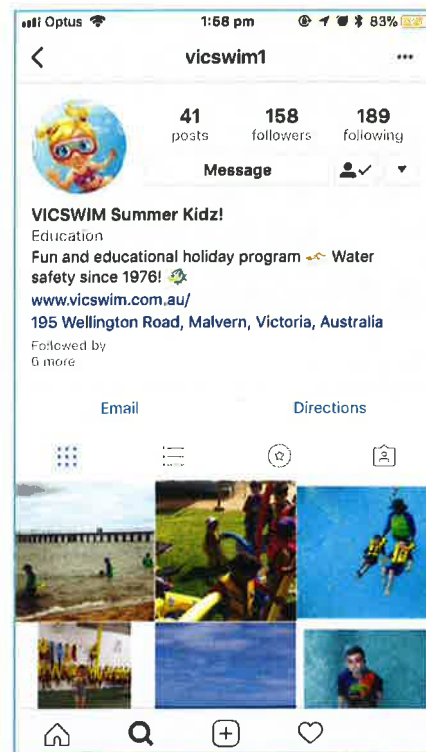 Optus 1:58 pm 83%
vicswim1
41 158 189
posts followers following
Message
VICSWIM Summer Kidz!
Education
Fun and educational holiday program Water
safety since 1976!
www.vicswim.com.au/
195 Wellington Road, Malvern, Victoria, Australia
Followed by
6 more
Email Directions